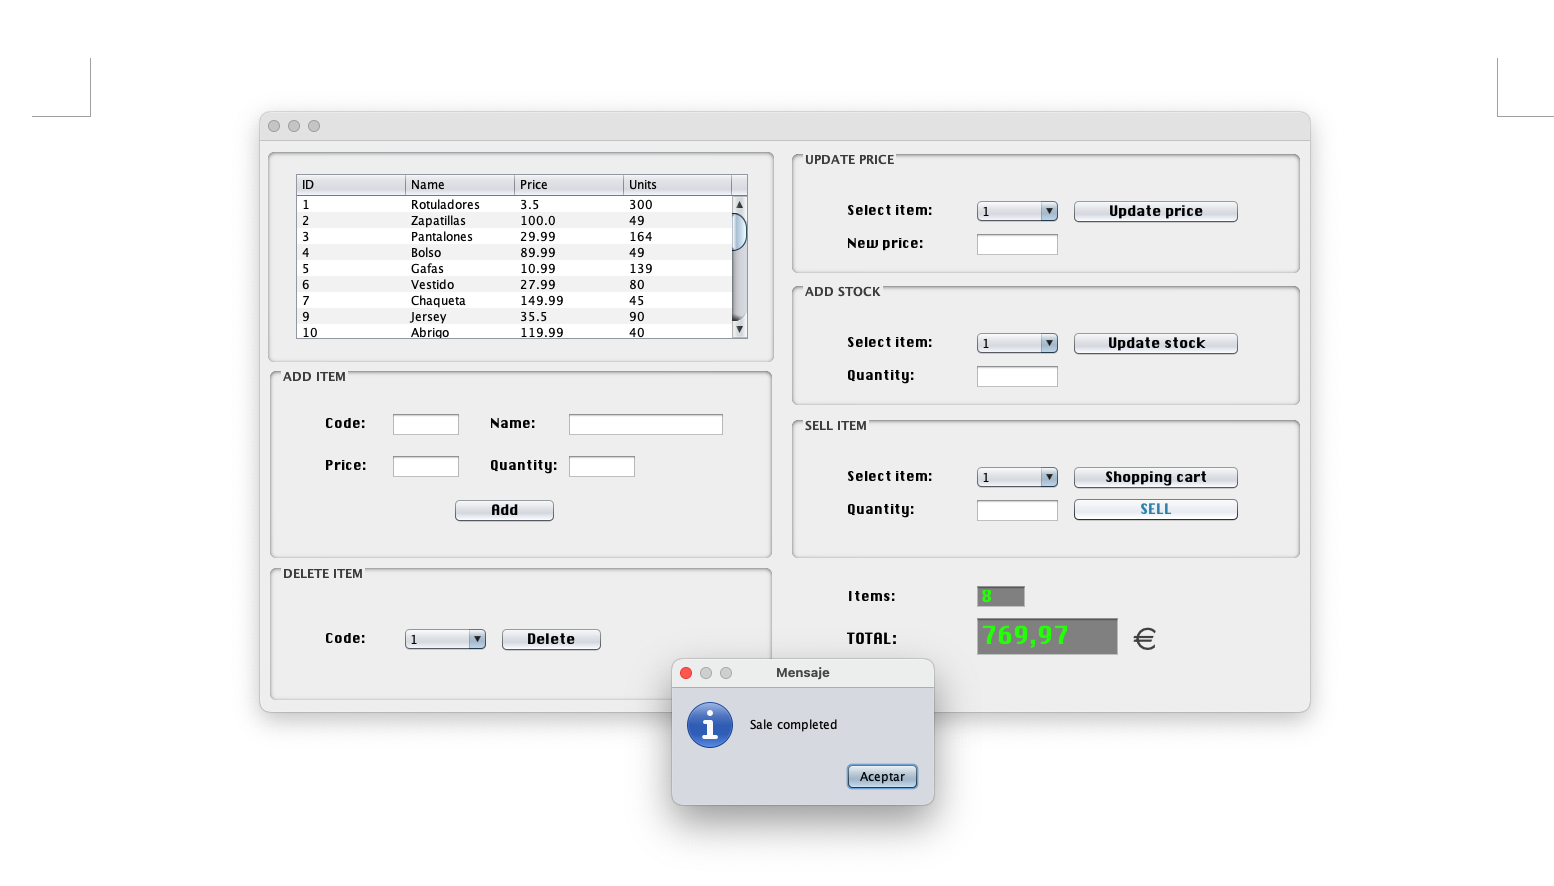 ID Name Price Units
1 Rotuladores 3.5 300
2 Zapatillas 100.0 49
3 Pantalones 29.99 164
4 Bolso 89.99 49
5 Gafas 10.99 139
6 Vestido 27.99 80
7 Chaqueta 149.99 45
9 Jersey 35.5 90
10 Abrigo 119.99 40
ADD ITEM
Code: Name:
Price: Quantity:
Add
DELETE ITEM
Code: 1 Delete
UPDATE PRICE
Select item: 1 Update price
New price:
ADD STOCK
Select item: 1 Update stock
Quantity:
SELL ITEM
Select item: 1 Shopping cart
Quantity: SELL
Items: 8
TOTAL: 769,97 €
Mensaje
Sale completed
Aceptar